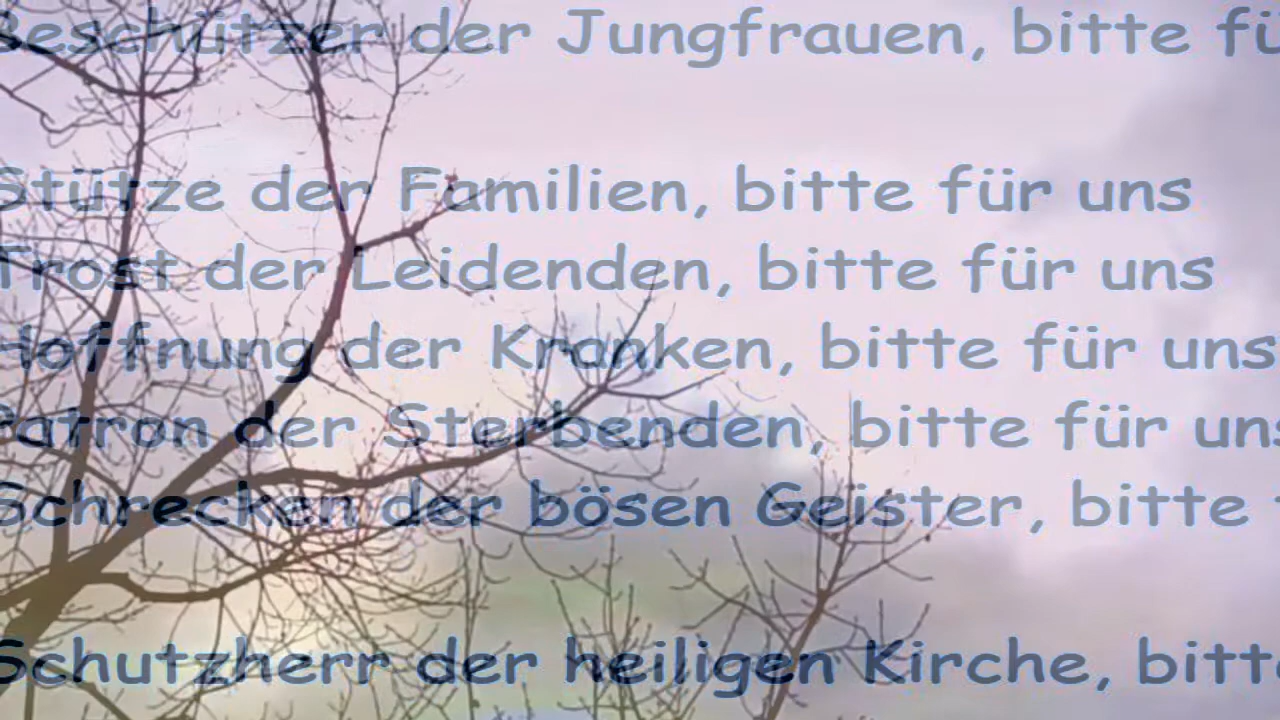 Beschützer der Jungfrauen, bitte fü
Stütze der Familien, bitte für uns
Trost der Leidenden, bitte für uns
Hoffnung der Kranken, bitte für uns
Patron der Sterbenden, bitte für uns
Schrecken der bösen Geister, bitte
Schutzherr der heiligen Kirche, bitte